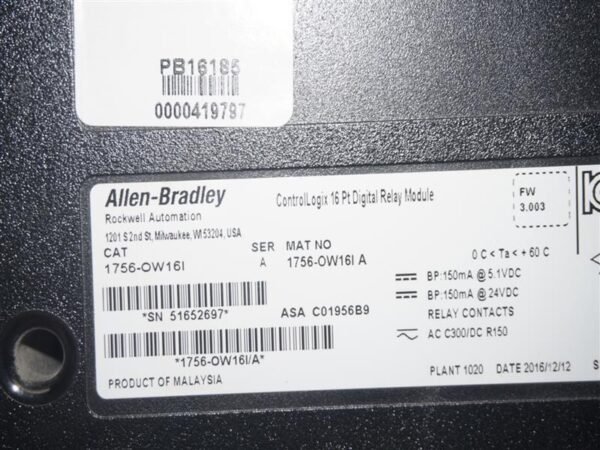 PB16185
0000419797
Allen-Bradley
Rockwell Automation
1201 S 2nd St, Milwaukee, WI 53204, USA
ControlLogix 16 Pt Digital Relay Module
FW
3.003
CAT
1756-OW16I
SER
A
MAT NO
1756-OW16I A
0 C < Ta < + 60 C
BP:150mA @ 5.1VDC
BP:150mA @ 24VDC
RELAY CONTACTS
AC C300/DC R150
*SN 51652697*
ASA C01956B9
*1756-OW16I/A*
PRODUCT OF MALAYSIA
PLANT 1020 DATE 2016/12/12